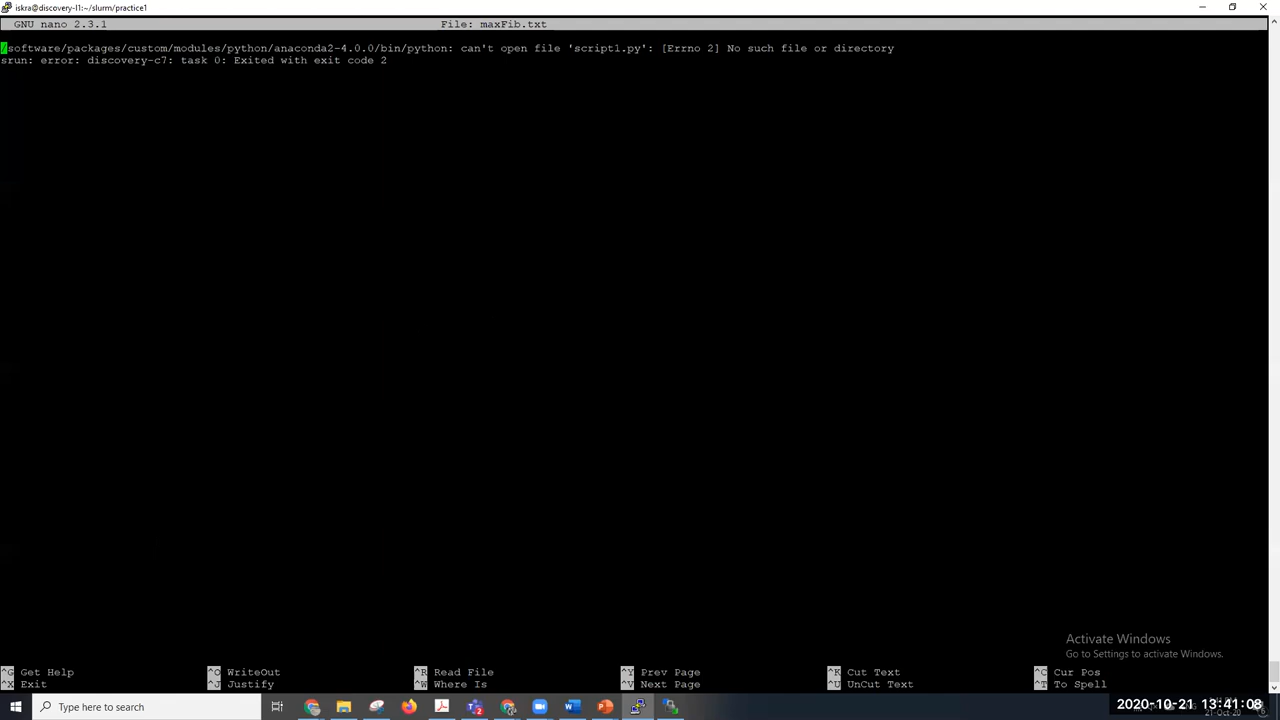 iskra@discovery-l1:~/slurm/practice1
GNU nano 2.3.1 File: maxFib.txt
/software/packages/custom/modules/python/anaconda2-4.0.0/bin/python: can't open file 'script1.py': [Errno 2] No such file or directory
srun: error: discovery-c7: task 0: Exited with exit code 2
Activate Windows
Go to Settings to activate Windows.
^G Get Help ^O WriteOut ^R Read File ^Y Prev Page ^K Cut Text ^C Cur Pos
^X Exit ^J Justify ^W Where Is ^V Next Page ^U UnCut Text ^T To Spell
Type here to search
2020-10-21 13:41:08
21-Oct-20